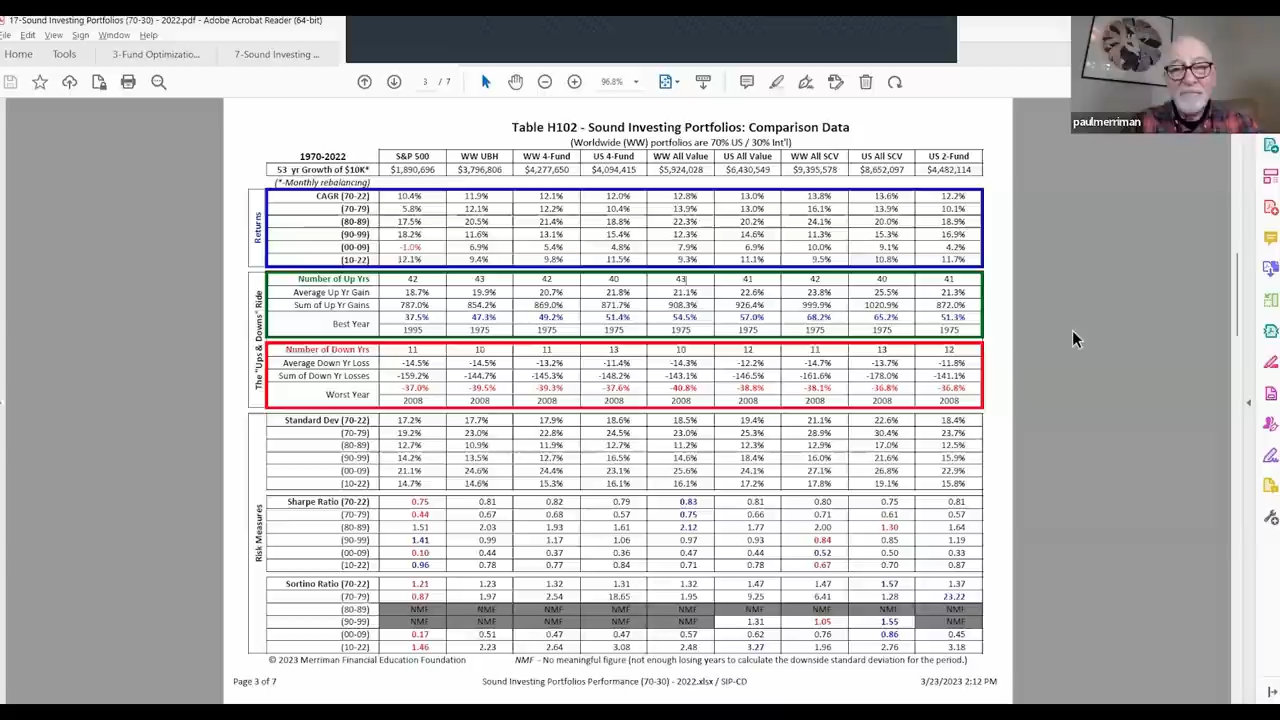 17-Sound Investing Portfolios (70-30) - 2022.pdf - Adobe Acrobat Reader (64-bit)
File Edit View Sign Window Help
Home Tools 3-Fund Optimizatio... 7-Sound Investing ...
3 / 7 96.8%
paulmerriman
Table H102 - Sound Investing Portfolios: Comparison Data
(Worldwide (WW) portfolios are 70% US / 30% Int'l)
1970-2022 S&P 500 WW UBH WW 4-Fund US 4-Fund WW All Value US All Value WW All SCV US All SCV US 2-Fund
53 yr Growth of $10K* $1,890,696 $3,796,806 $4,277,650 $4,094,415 $5,924,028 $6,430,549 $9,395,578 $8,652,097 $4,482,114
(*-Monthly rebalancing)
Returns
CAGR (70-22) 10.4% 11.9% 12.1% 12.0% 12.8% 13.0% 13.8% 13.6% 12.2%
(70-79) 5.8% 12.1% 12.2% 10.4% 13.9% 13.0% 16.1% 13.9% 10.1%
(80-89) 17.5% 20.5% 21.4% 18.8% 22.3% 20.2% 24.1% 20.0% 18.9%
(90-99) 18.2% 11.6% 13.1% 15.4% 12.3% 14.6% 11.3% 15.3% 16.9%
(00-09) -1.0% 6.9% 5.4% 4.8% 7.9% 6.9% 10.0% 9.1% 4.2%
(10-22) 12.1% 9.4% 9.8% 11.5% 9.3% 11.1% 9.5% 10.8% 11.7%
The "Ups & Downs" Ride
Number of Up Yrs 42 43 42 40 43 41 42 40 41
Average Up Yr Gain 18.7% 19.9% 20.7% 21.8% 21.1% 22.6% 23.8% 25.5% 21.3%
Sum of Up Yr Gains 787.0% 854.2% 869.0% 871.7% 908.3% 926.4% 999.9% 1020.9% 872.0%
Best Year 37.5% 47.3% 49.2% 51.4% 54.5% 57.0% 68.2% 65.2% 51.3%
1995 1975 1975 1975 1975 1975 1975 1975 1975
Number of Down Yrs 11 10 11 13 10 12 11 13 12
Average Down Yr Loss -14.5% -14.5% -13.2% -11.4% -14.3% -12.2% -14.7% -13.7% -11.8%
Sum of Down Yr Losses -159.2% -144.7% -145.3% -148.2% -143.1% -146.5% -161.6% -178.0% -141.1%
Worst Year -37.0% -39.5% -39.3% -37.6% -40.8% -38.8% -38.1% -36.8% -36.8%
2008 2008 2008 2008 2008 2008 2008 2008 2008
Risk Measures
Standard Dev (70-22) 17.2% 17.7% 17.9% 18.6% 18.5% 19.4% 21.1% 22.6% 18.4%
(70-79) 19.2% 23.0% 22.8% 24.5% 23.0% 25.3% 28.9% 30.4% 23.7%
(80-89) 12.7% 10.9% 11.9% 12.7% 11.2% 12.3% 12.9% 17.0% 12.5%
(90-99) 14.2% 13.5% 12.7% 16.5% 14.6% 18.4% 16.0% 21.6% 15.9%
(00-09) 21.1% 24.6% 24.4% 23.1% 25.6% 24.1% 27.1% 26.8% 22.9%
(10-22) 14.7% 14.6% 15.3% 16.1% 16.1% 17.2% 17.8% 19.1% 15.8%
Sharpe Ratio (70-22) 0.75 0.81 0.82 0.79 0.83 0.81 0.80 0.75 0.81
(70-79) 0.44 0.67 0.68 0.57 0.75 0.66 0.71 0.61 0.57
(80-89) 1.51 2.03 1.93 1.61 2.12 1.77 2.00 1.30 1.64
(90-99) 1.41 0.99 1.17 1.06 0.97 0.93 0.84 0.85 1.19
(00-09) 0.10 0.44 0.37 0.36 0.47 0.44 0.52 0.50 0.33
(10-22) 0.96 0.78 0.77 0.84 0.71 0.78 0.67 0.70 0.87
Sortino Ratio (70-22) 1.21 1.23 1.32 1.31 1.32 1.47 1.47 1.57 1.37
(70-79) 0.87 1.97 2.54 18.65 1.95 9.25 6.41 1.28 23.22
(80-89) NMF NMF NMF NMF NMF NMF NMF NMF NMF
(90-99) NMF NMF NMF NMF NMF 1.31 1.05 1.55 NMF
(00-09) 0.17 0.51 0.47 0.47 0.57 0.62 0.76 0.86 0.45
(10-22) 1.46 2.23 2.64 3.08 2.48 3.27 1.96 2.76 3.18
© 2023 Merriman Financial Education Foundation NMF - No meaningful figure (not enough losing years to calculate the downside standard deviation for the period.)
Page 3 of 7 Sound Investing Portfolios Performance (70-30) - 2022.xlsx / SIP-CD 3/23/2023 2:12 PM